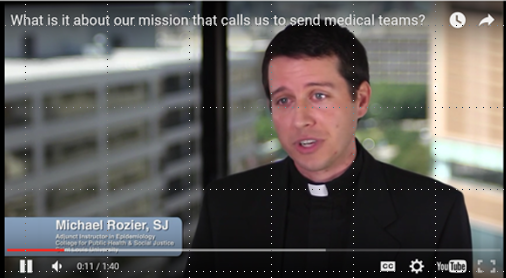 What is it about our mission that calls us to send medical teams?
Michael Rozier, SJ
Adjunct Instructor in Epidemiology
College for Public Health & Social Justice
0:11 / 1:40
CC
YouTube